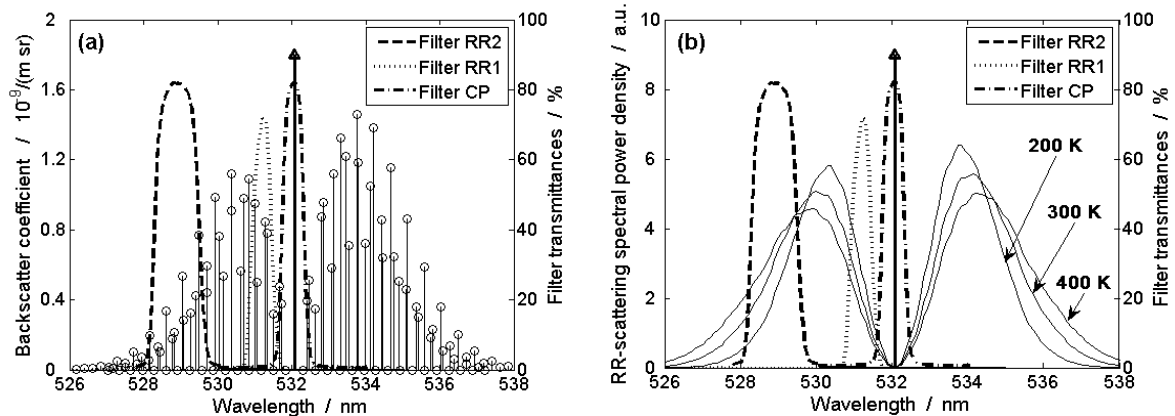 (a)
Filter RR2
Filter RR1
Filter CP
Backscatter coefficient / 10⁻⁹/(m sr)
2
1.6
1.2
0.8
0.4
0
100
80
60
40
20
0
Filter transmittances / %
526 528 530 532 534 536 538
Wavelength / nm
(b)
Filter RR2
Filter RR1
Filter CP
RR-scattering spectral power density / a.u.
10
8
6
4
2
0
200 K
300 K
400 K
100
80
60
40
20
0
Filter transmittances / %
526 528 530 532 534 536 538
Wavelength / nm